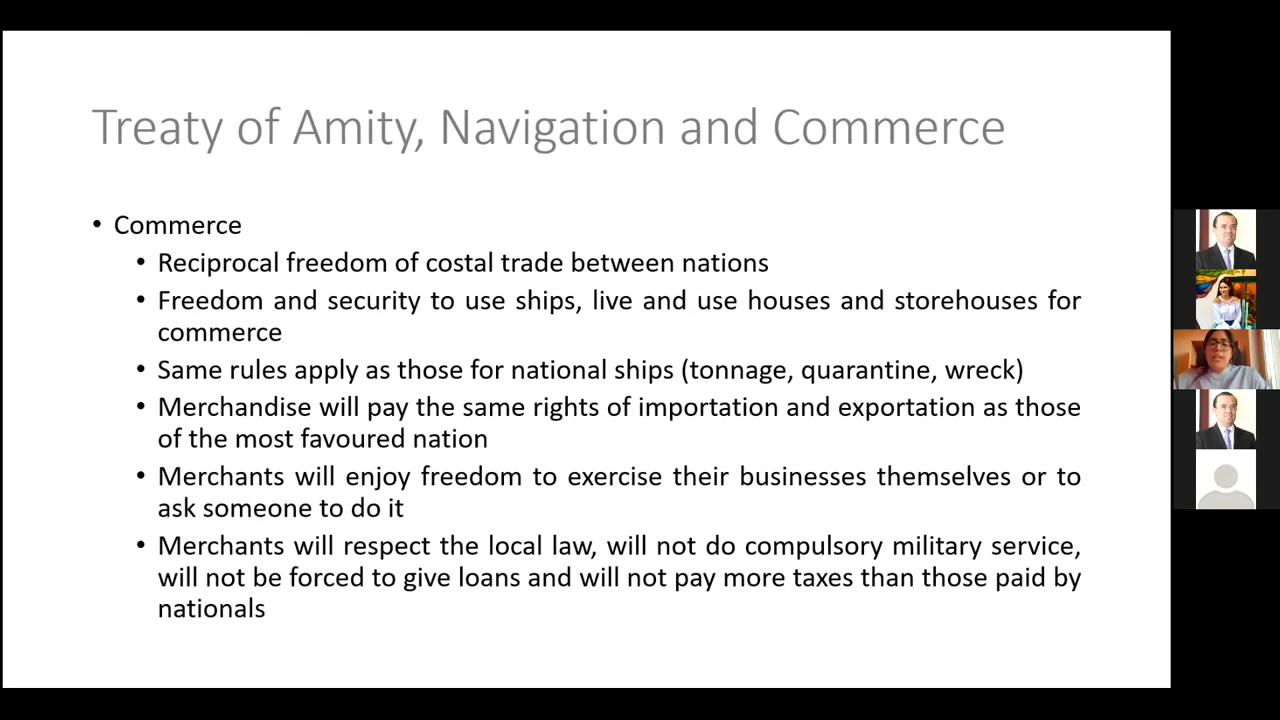 Treaty of Amity, Navigation and Commerce
• Commerce
• Reciprocal freedom of costal trade between nations
• Freedom and security to use ships, live and use houses and storehouses for
commerce
• Same rules apply as those for national ships (tonnage, quarantine, wreck)
• Merchandise will pay the same rights of importation and exportation as those
of the most favoured nation
• Merchants will enjoy freedom to exercise their businesses themselves or to
ask someone to do it
• Merchants will respect the local law, will not do compulsory military service,
will not be forced to give loans and will not pay more taxes than those paid by
nationals